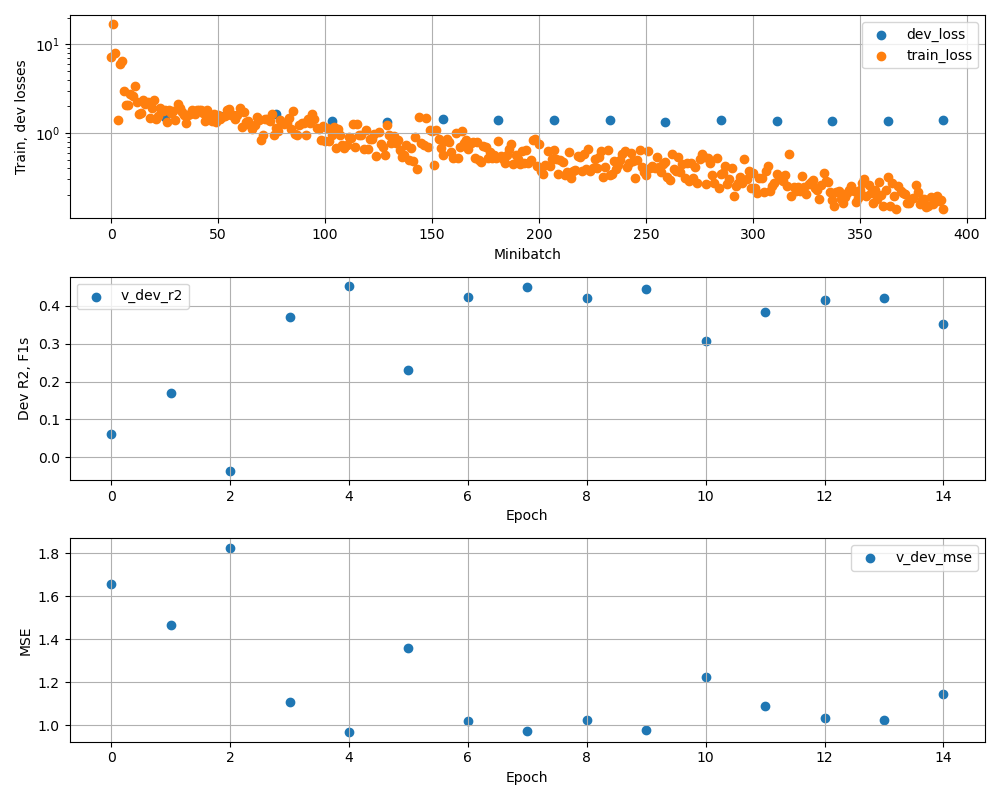 10¹
10⁰
Train, dev losses
dev_loss
train_loss
0 50 100 150 200 250 300 350 400
Minibatch
0.4
0.3
0.2
0.1
0.0
Dev R2, F1s
v_dev_r2
0 2 4 6 8 10 12 14
Epoch
1.8
1.6
1.4
1.2
1.0
MSE
v_dev_mse
0 2 4 6 8 10 12 14
Epoch